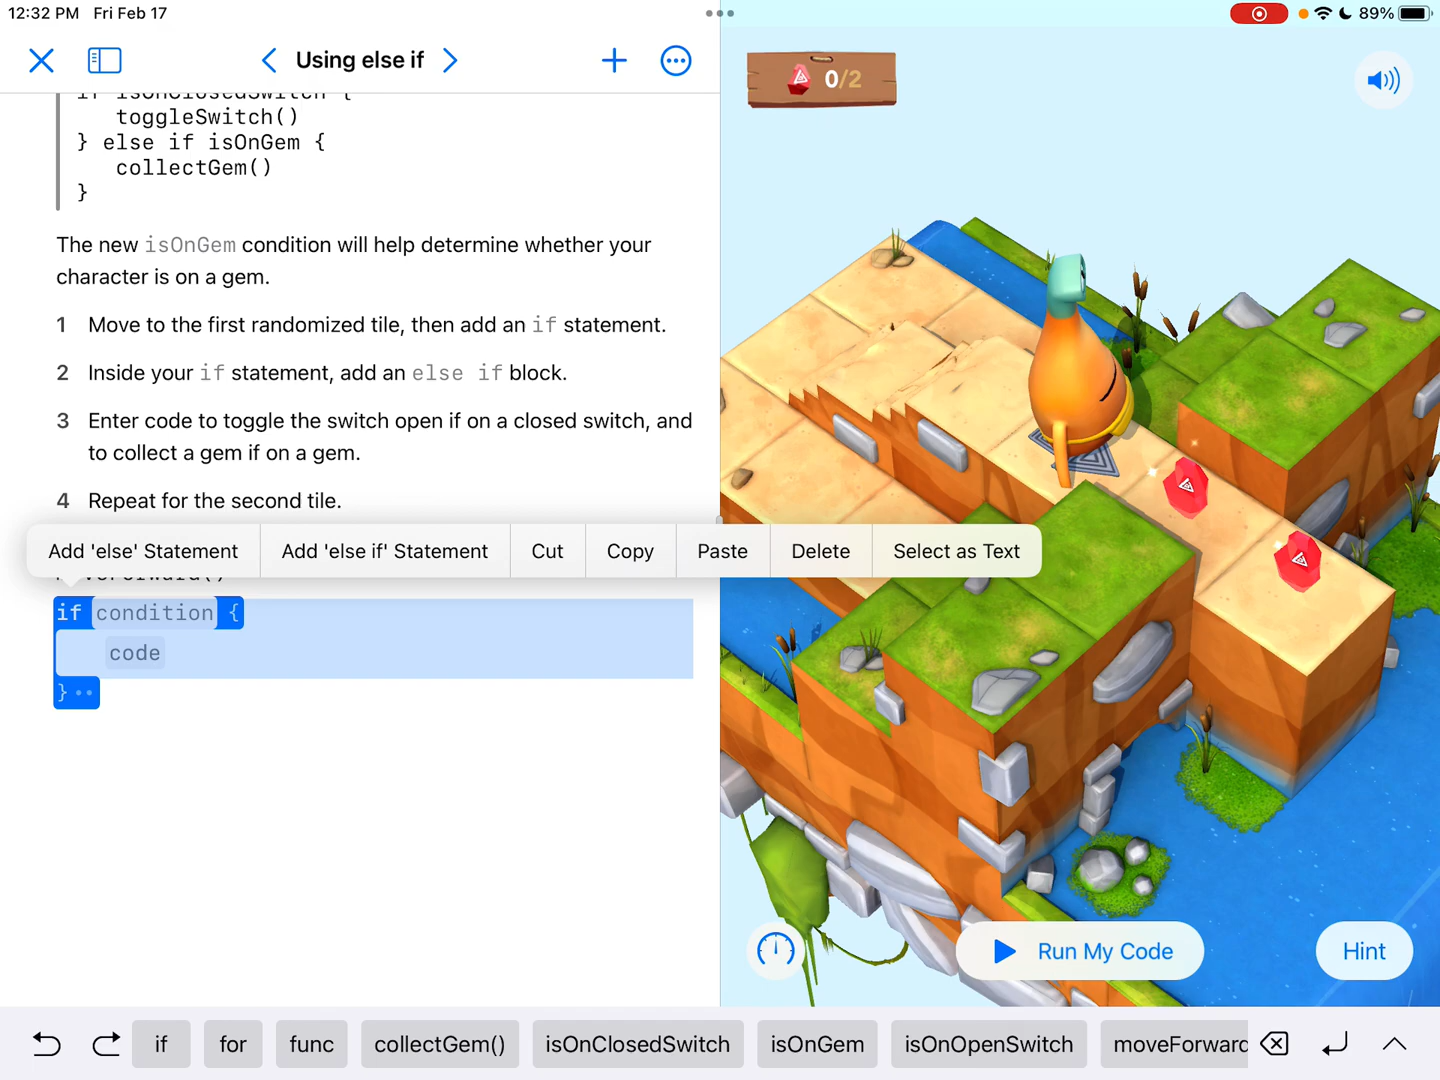 12:32 PM Fri Feb 17
89%
Using else if
0/2
if isOnClosedSwitch {
toggleSwitch()
} else if isOnGem {
collectGem()
}
The new isOnGem condition will help determine whether your
character is on a gem.
1 Move to the first randomized tile, then add an if statement.
2 Inside your if statement, add an else if block.
3 Enter code to toggle the switch open if on a closed switch, and
to collect a gem if on a gem.
4 Repeat for the second tile.
Add 'else' Statement Add 'else if' Statement Cut Copy Paste Delete Select as Text
if condition {
code
}
Run My Code
Hint
if for func collectGem() isOnClosedSwitch isOnGem isOnOpenSwitch moveForward